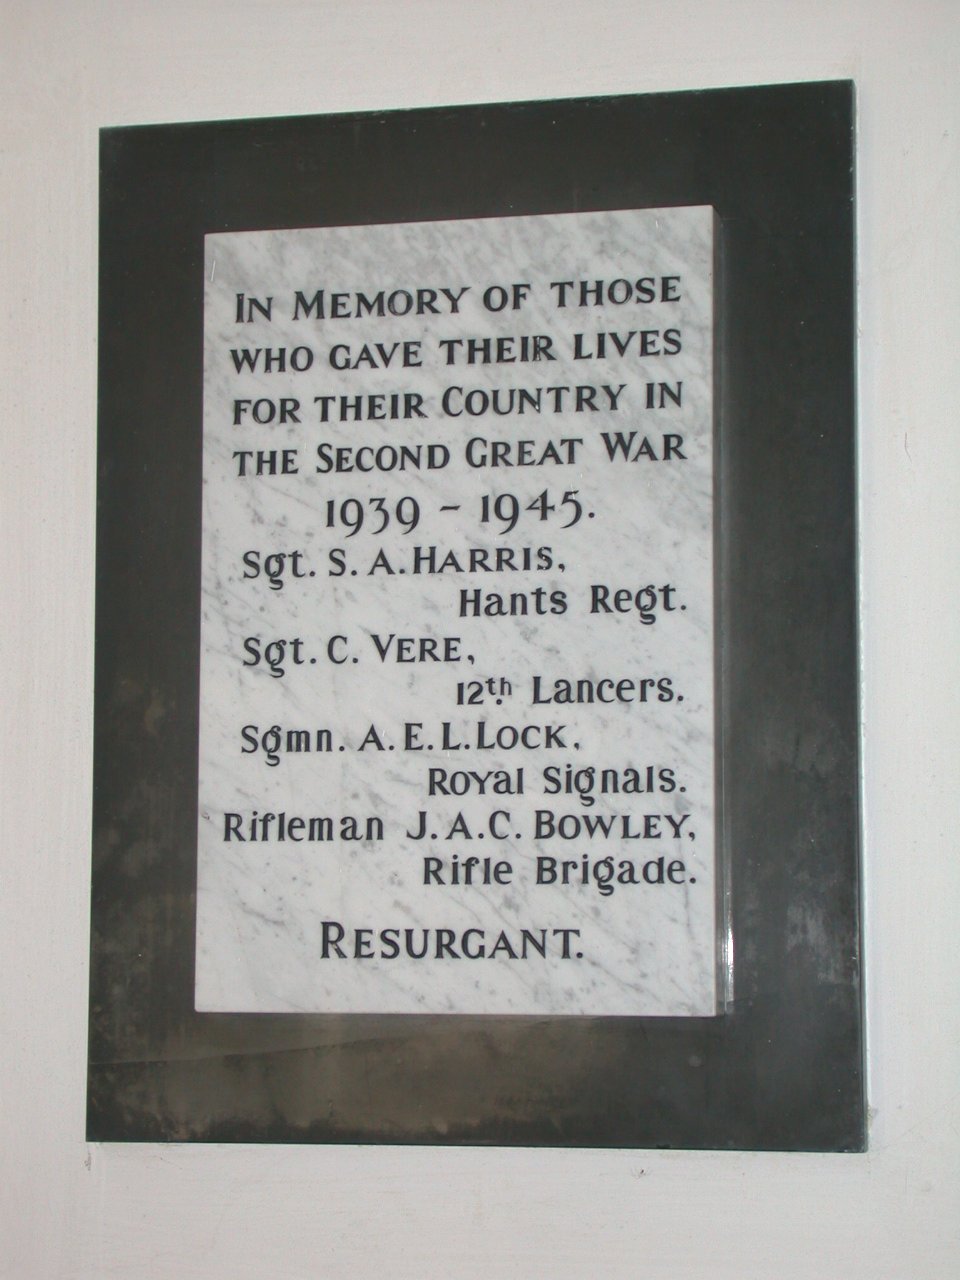 IN MEMORY OF THOSE
WHO GAVE THEIR LIVES
FOR THEIR COUNTRY IN
THE SECOND GREAT WAR
1939 - 1945.
Sgt. S. A. HARRIS,
Hants Regt.
Sgt. C. VERE,
12th. Lancers.
Sgmn. A. E. L. LOCK,
Royal Signals.
Rifleman J. A. C. BOWLEY,
Rifle Brigade.
RESURGANT.